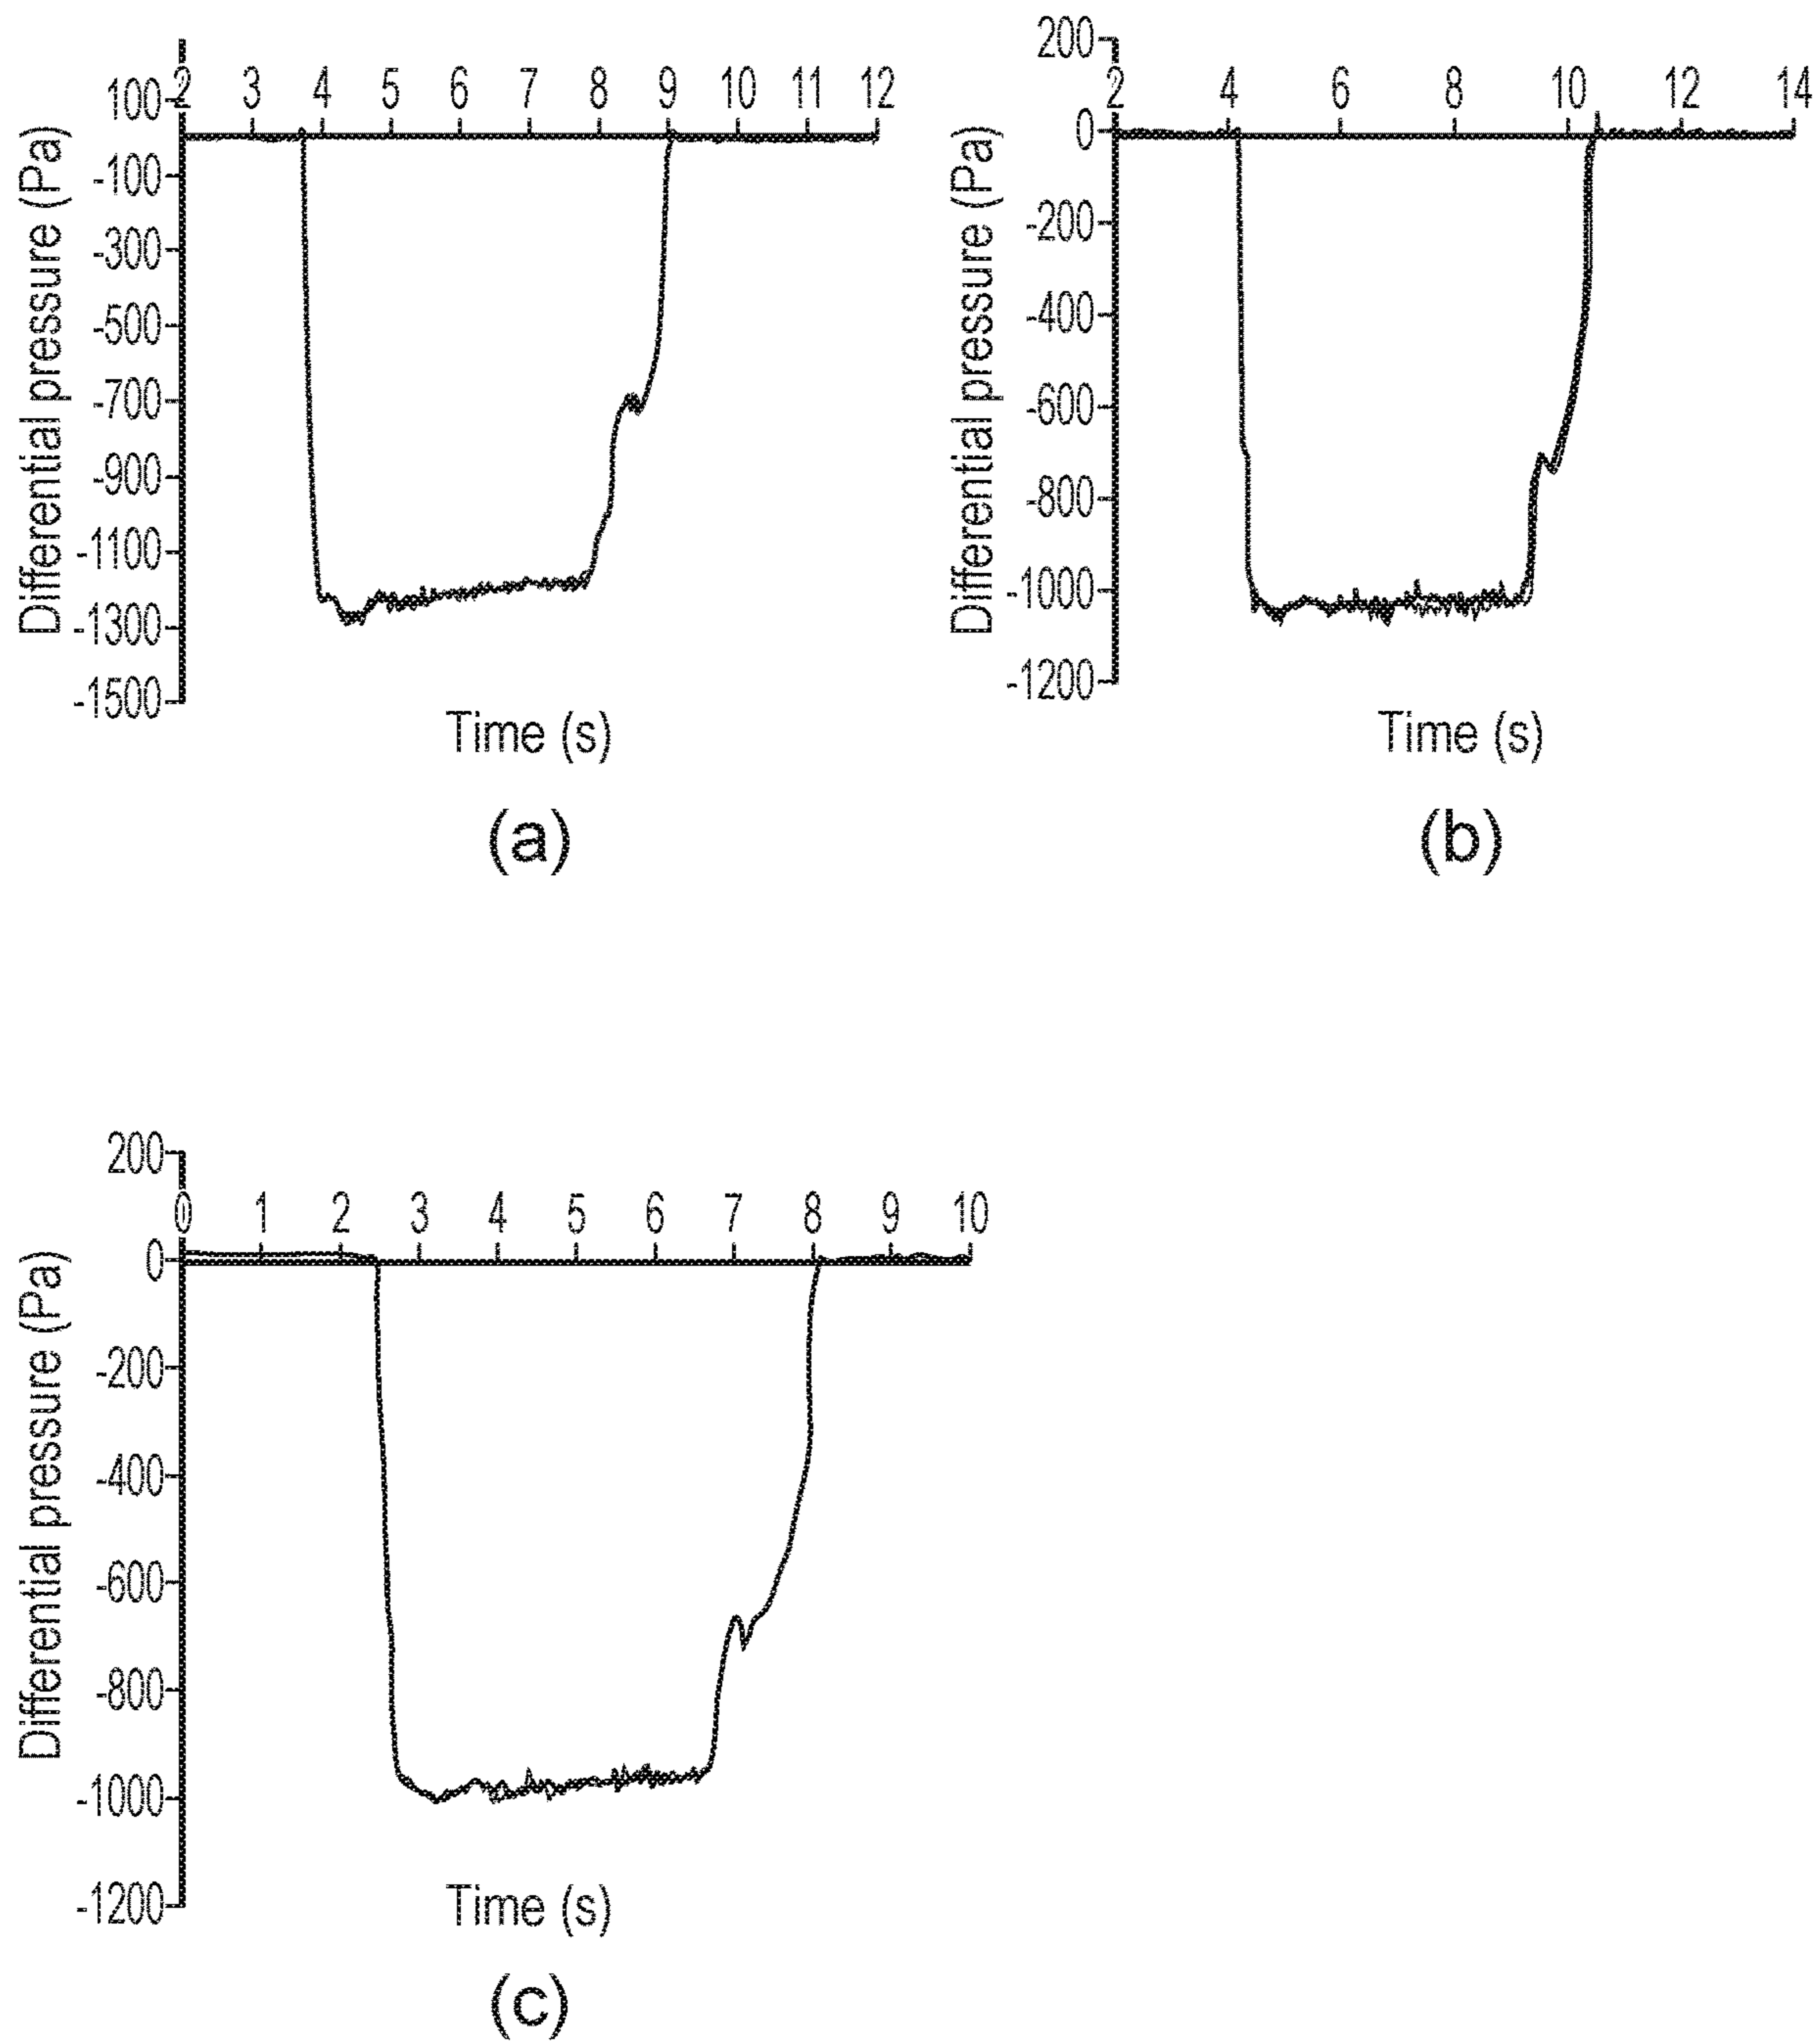 Differential pressure (Pa)
2 3 4 5 6 7 8 9 10 11 12
100
-100
-300
-500
-700
-900
-1100
-1300
-1500
Time (s)
(a)
Differential pressure (Pa)
200
2 4 6 8 10 12 14
0
-200
-400
-600
-800
-1000
-1200
Time (s)
(b)
Differential pressure (Pa)
200
0 1 2 3 4 5 6 7 8 9 10
0
-200
-400
-600
-800
-1000
-1200
Time (s)
(c)